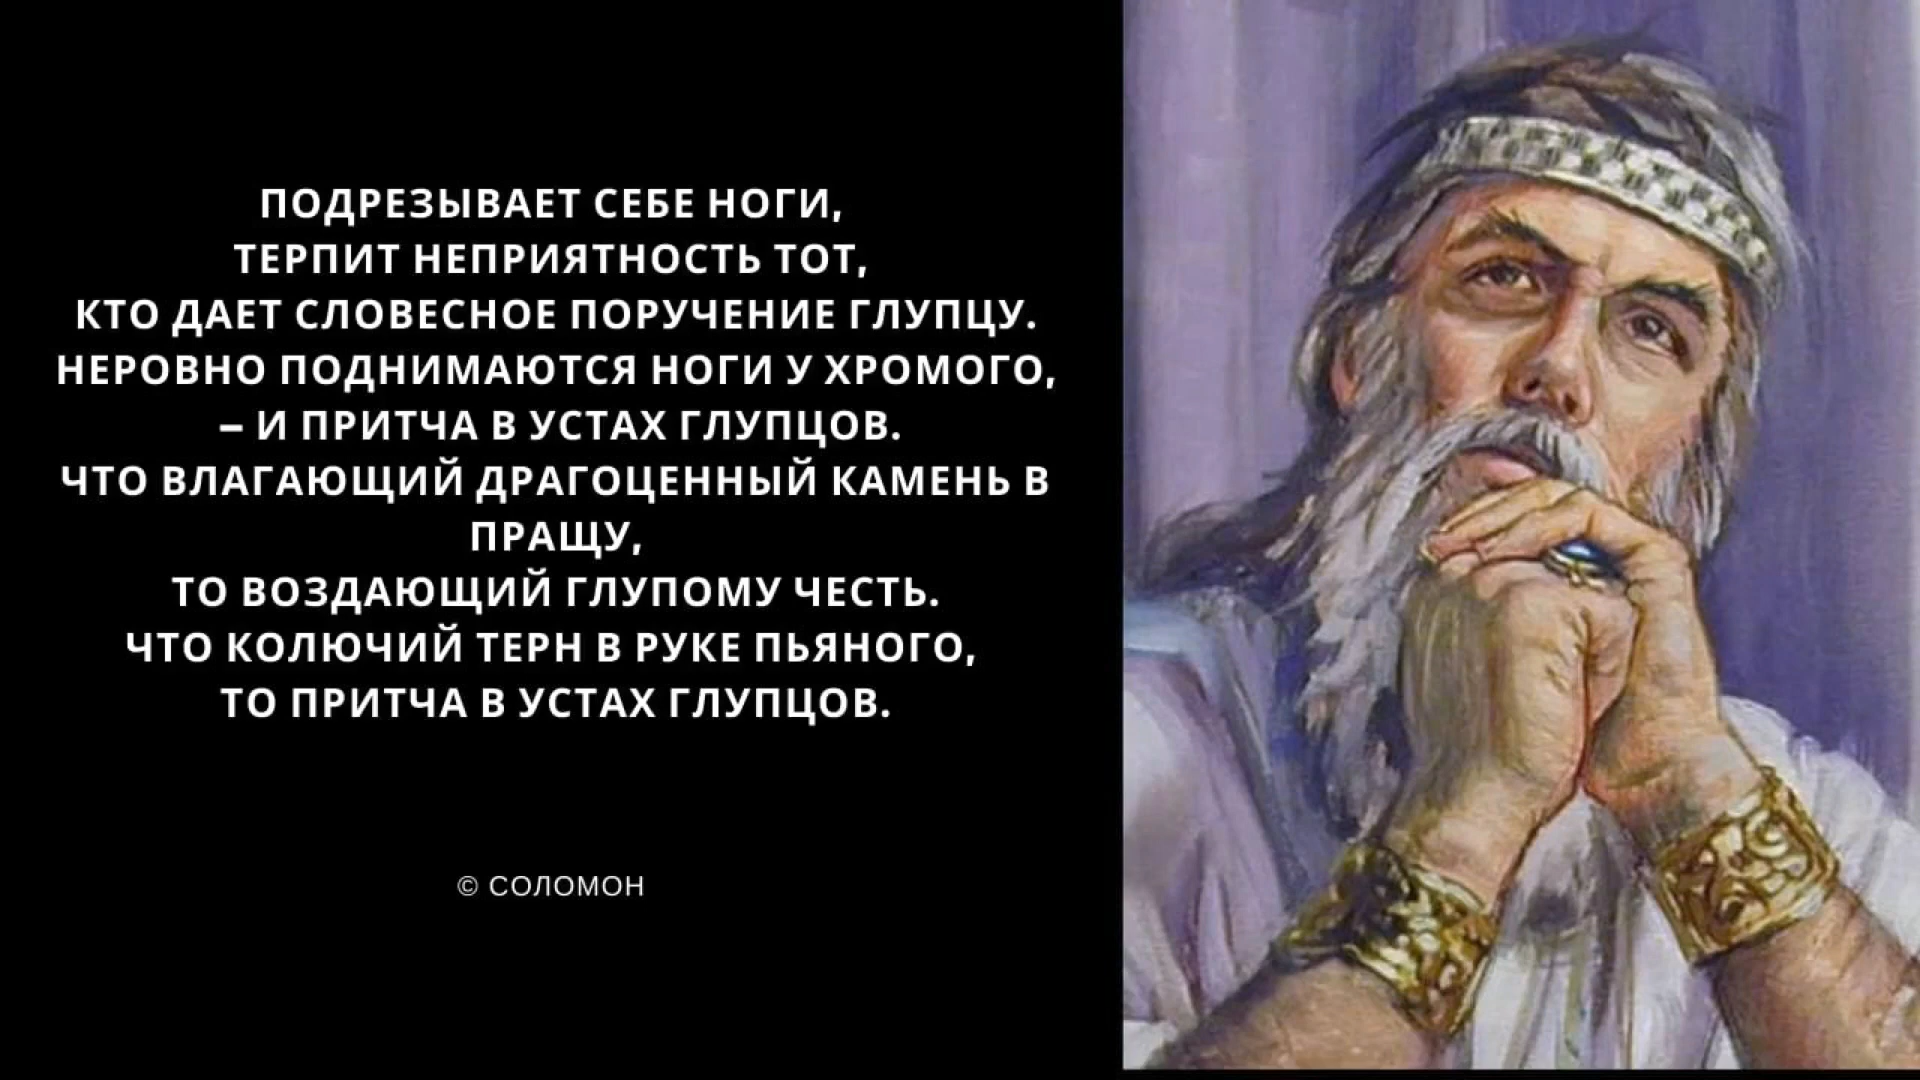 ПОДРЕЗЫВАЕТ СЕБЕ НОГИ,
ТЕРПИТ НЕПРИЯТНОСТЬ ТОТ,
КТО ДАЕТ СЛОВЕСНОЕ ПОРУЧЕНИЕ ГЛУПЦУ.
НЕРОВНО ПОДНИМАЮТСЯ НОГИ У ХРОМОГО,
– И ПРИТЧА В УСТАХ ГЛУПЦОВ.
ЧТО ВЛАГАЮЩИЙ ДРАГОЦЕННЫЙ КАМЕНЬ В
ПРАЩУ,
ТО ВОЗДАЮЩИЙ ГЛУПОМУ ЧЕСТЬ.
ЧТО КОЛЮЧИЙ ТЕРН В РУКЕ ПЬЯНОГО,
ТО ПРИТЧА В УСТАХ ГЛУПЦОВ.
© СОЛОМОН